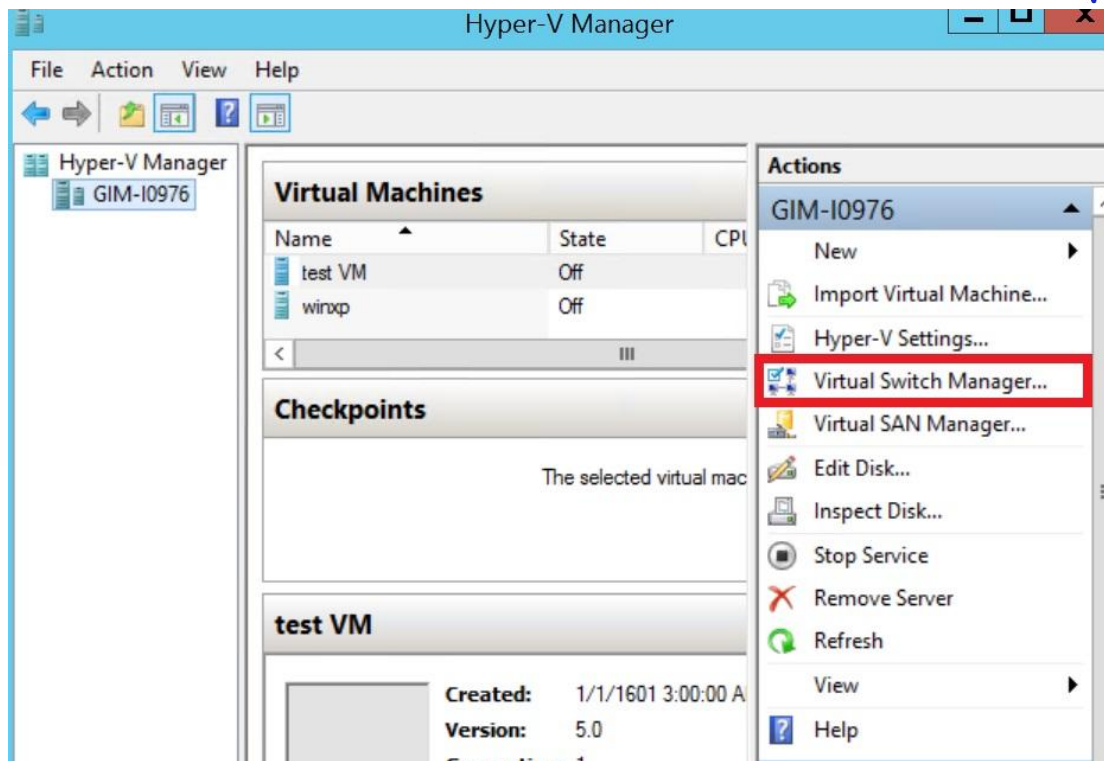 Hyper-V Manager
File Action View Help
Hyper-V Manager
GIM-I0976
Virtual Machines
Name State CPU
test VM Off
winxp Off
Checkpoints
The selected virtual mac
test VM
Created: 1/1/1601 3:00:00 A
Version: 5.0
Actions
GIM-I0976
New
Import Virtual Machine...
Hyper-V Settings...
Virtual Switch Manager...
Virtual SAN Manager...
Edit Disk...
Inspect Disk...
Stop Service
Remove Server
Refresh
View
Help